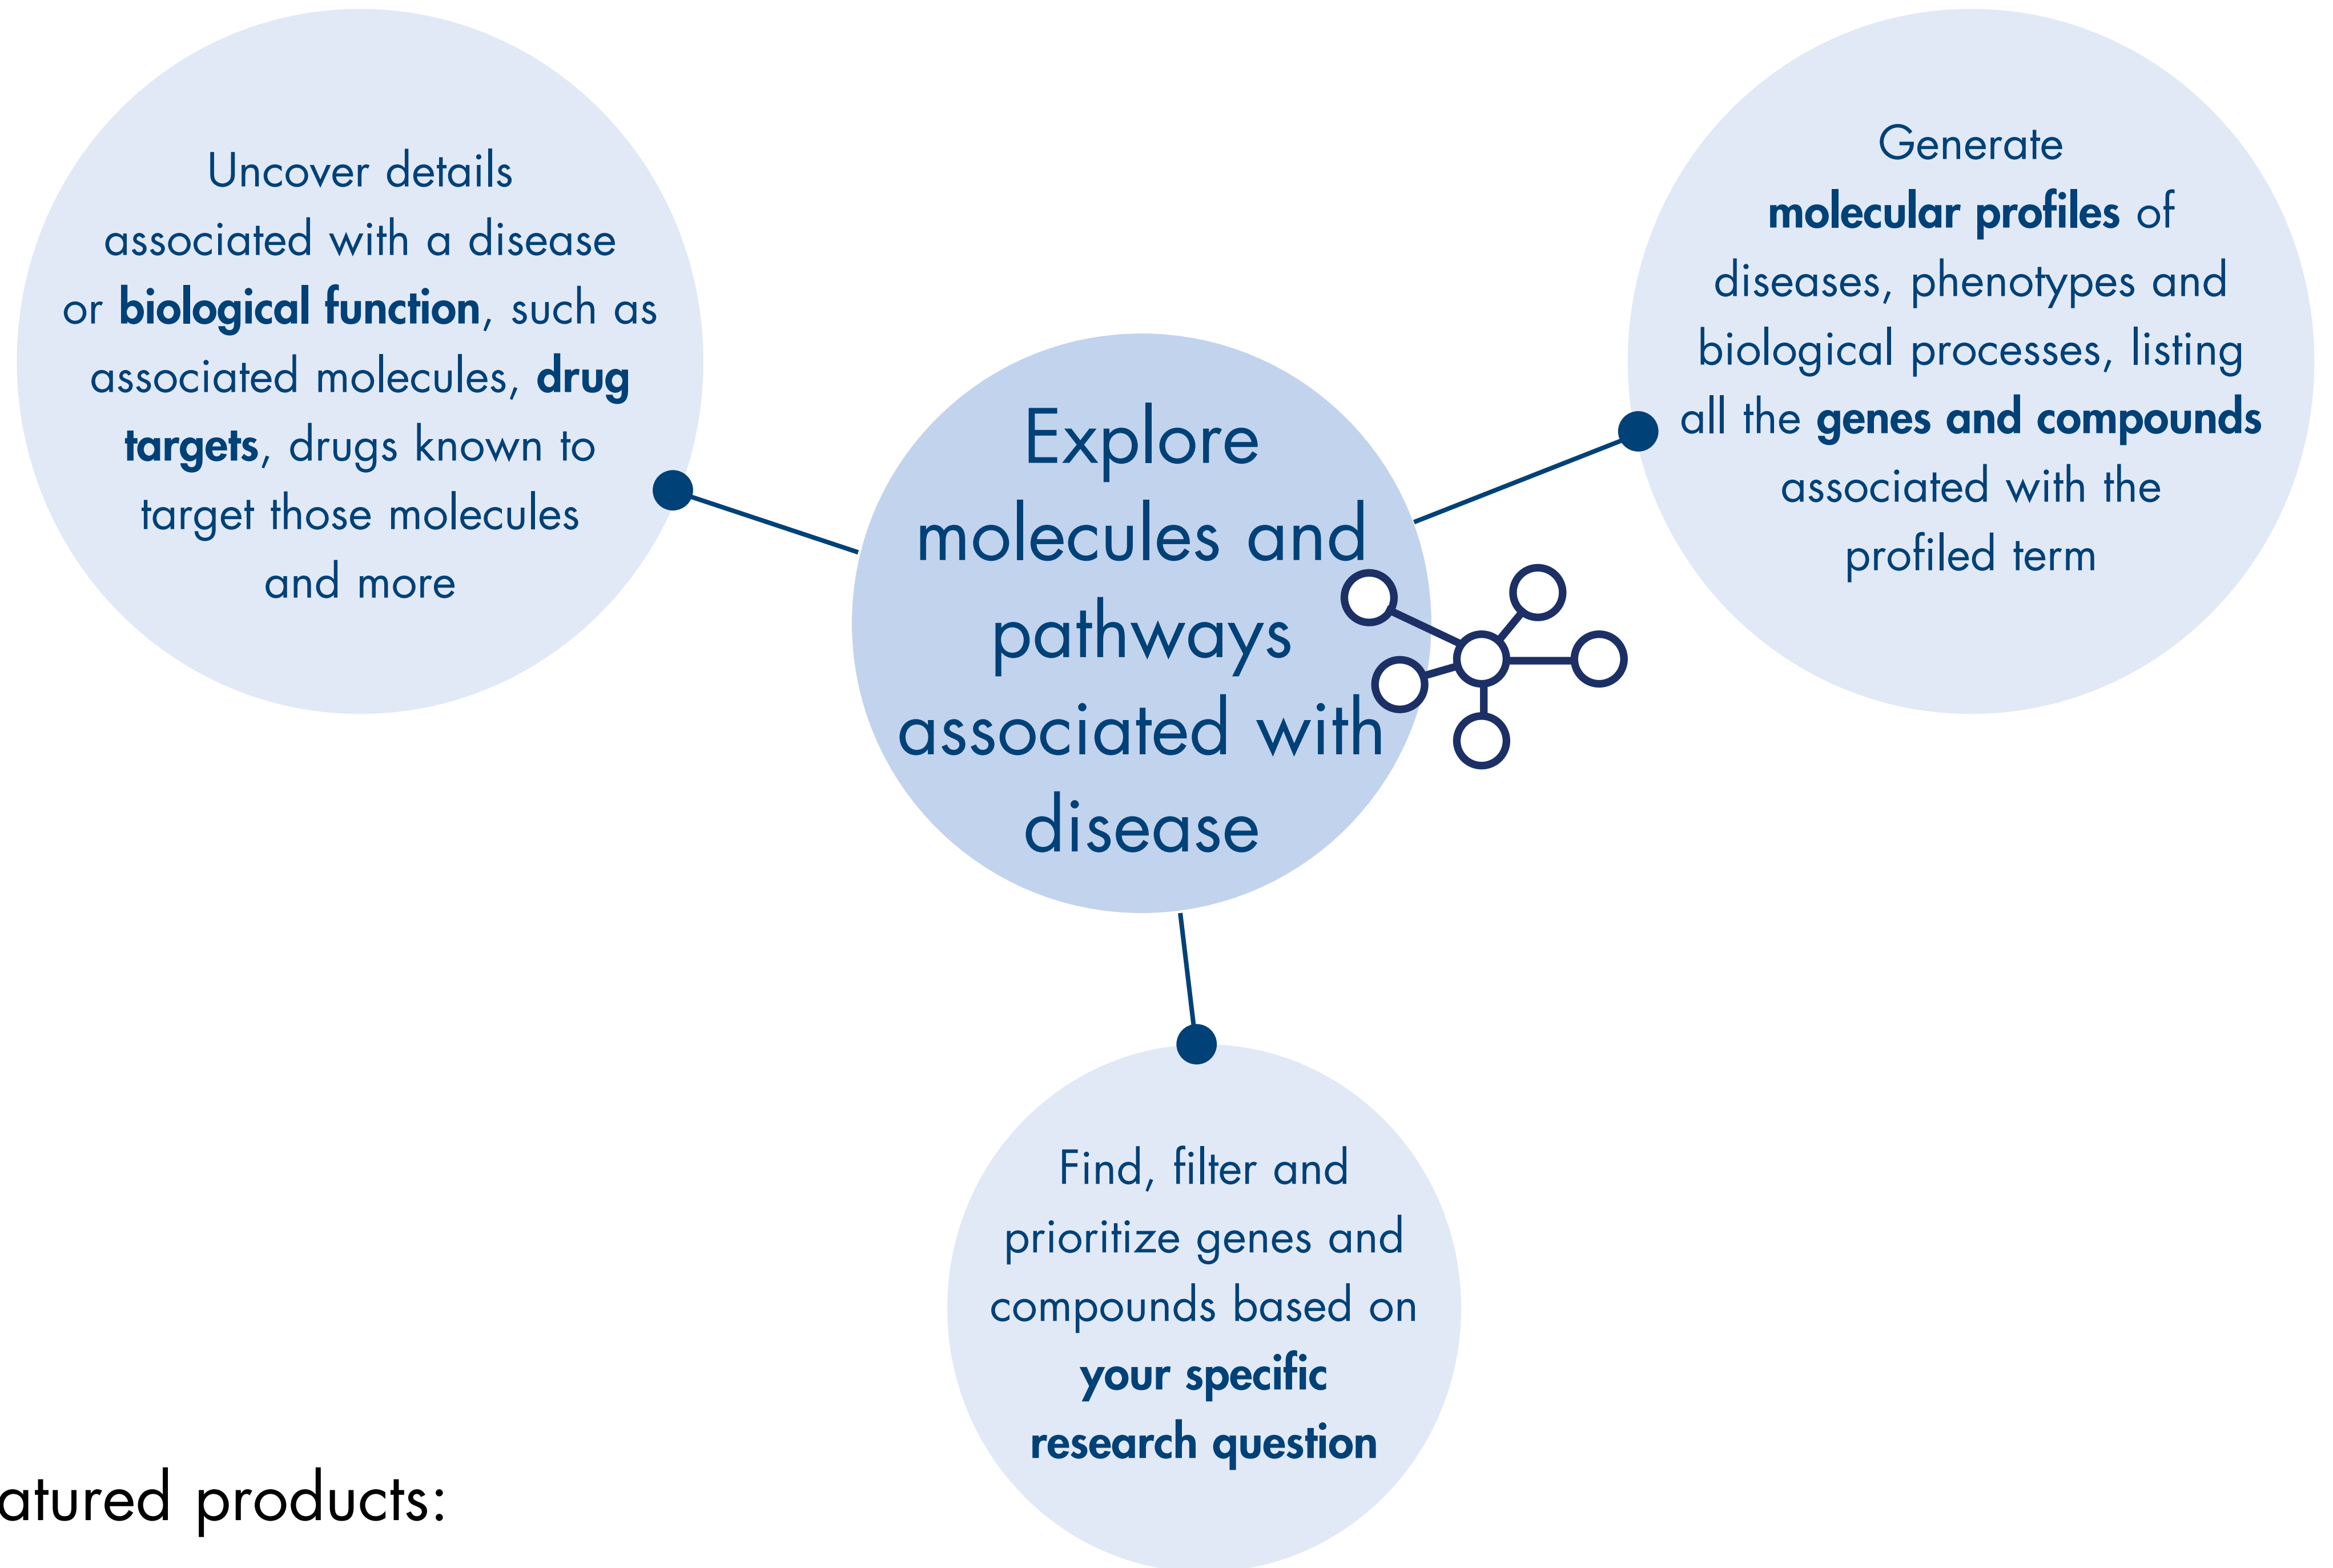 Uncover details
associated with a disease
or biological function, such as
associated molecules, drug
targets, drugs known to
target those molecules
and more
Explore
molecules and
pathways
associated with
disease
Generate
molecular profiles of
diseases, phenotypes and
biological processes, listing
all the genes and compounds
associated with the
profiled term
Find, filter and
prioritize genes and
compounds based on
your specific
research question
atured products: